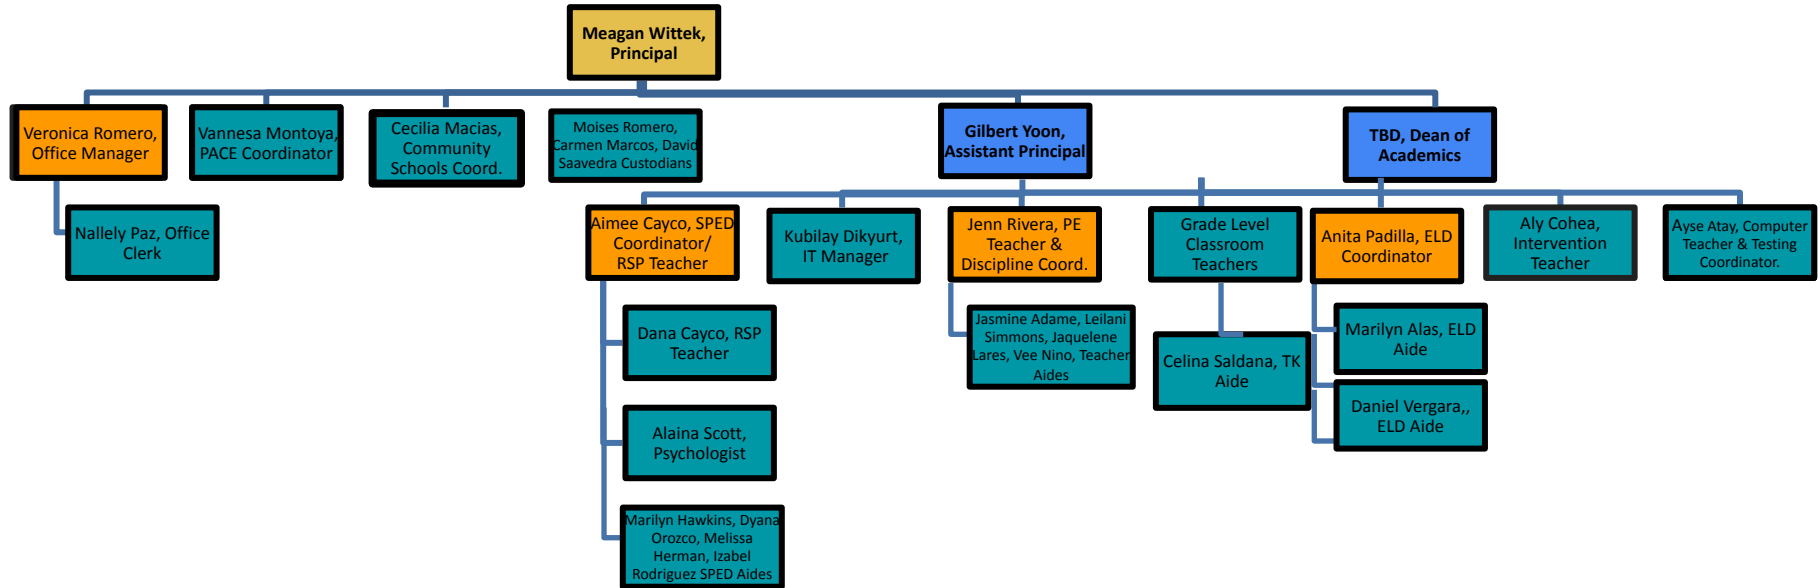 Meagan Wittek,
Principal
Veronica Romero,
Office Manager
Vannesa Montoya,
PACE Coordinator
Cecilia Macias,
Community
Schools Coord.
Moises Romero,
Carmen Marcos, David
Saavedra Custodians
Gilbert Yoon,
Assistant Principal
TBD, Dean of
Academics
Nallely Paz, Office
Clerk
Aimee Cayco, SPED
Coordinator/
RSP Teacher
Kubilay Dikyurt,
IT Manager
Jenn Rivera, PE
Teacher &
Discipline Coord.
Grade Level
Classroom
Teachers
Anita Padilla, ELD
Coordinator
Aly Cohea,
Intervention
Teacher
Ayse Atay, Computer
Teacher & Testing
Coordinator.
Dana Cayco, RSP
Teacher
Jasmine Adame, Leilani
Simmons, Jaquelene
Lares, Vee Nino, Teacher
Aides
Celina Saldana, TK
Aide
Marilyn Alas, ELD
Aide
Daniel Vergara,,
ELD Aide
Alaina Scott,
Psychologist
Marilyn Hawkins, Dyana
Orozco, Melissa
Herman, Izabel
Rodriguez SPED Aides